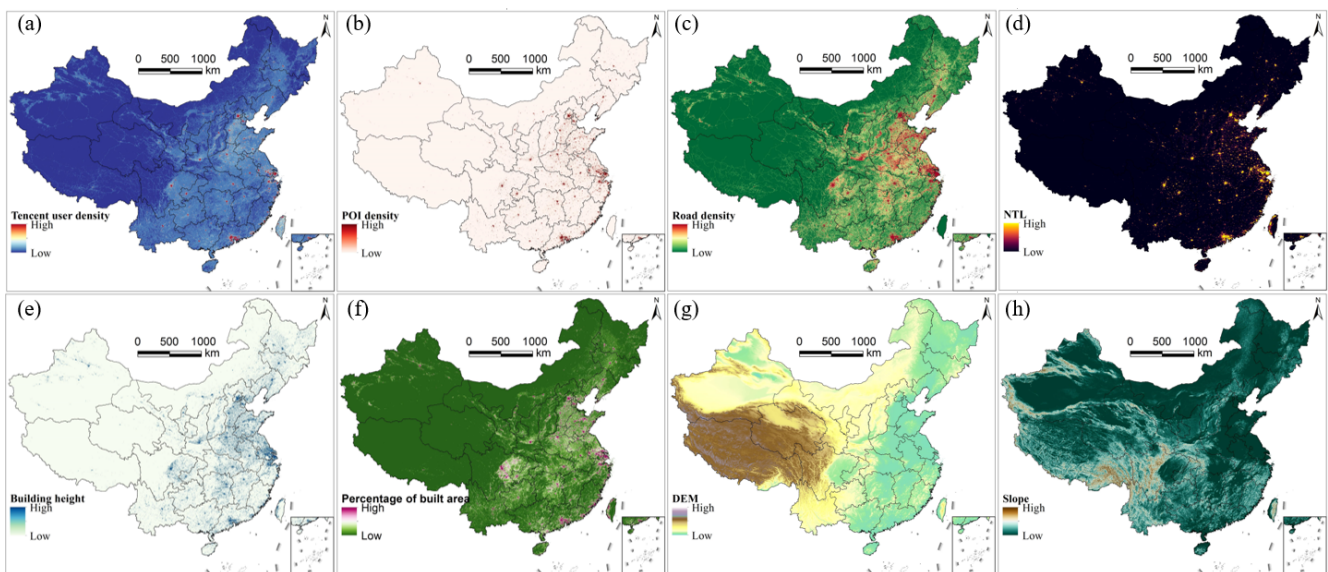 (a)
N
0 500 1000
km
Tencent user density
High
Low
(b)
N
0 500 1000
km
POI density
High
Low
(c)
N
0 500 1000
km
Road density
High
Low
(d)
N
0 500 1000
km
NTL
High
Low
(e)
N
0 500 1000
km
Building height
High
Low
(f)
N
0 500 1000
km
Percentage of built area
High
Low
(g)
N
0 500 1000
km
DEM
High
Low
(h)
N
0 500 1000
km
Slope
High
Low